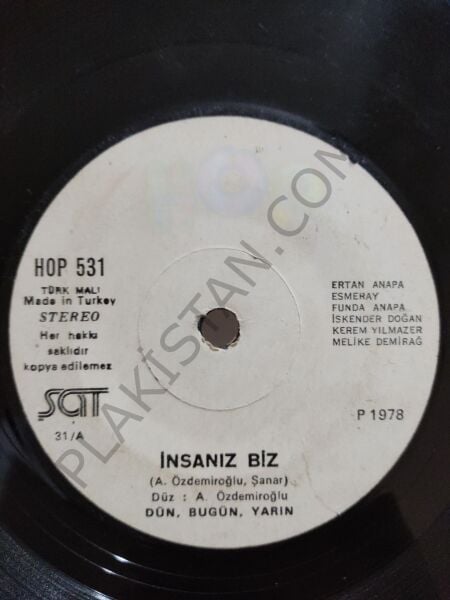 HOP
HOP 531
TÜRK MALI
Made in Turkey
STEREO
Her hakkı
saklıdır
kopya edilemez
SAT
31/A
ERTAN ANAPA
ESMERAY
FUNDA ANAPA
İSKENDER DOĞAN
KEREM YILMAZER
MELİKE DEMİRAĞ
P 1978
İNSANIZ BİZ
(A. Özdemiroğlu, Şanar)
Düz : A. Özdemiroğlu
DÜN, BUGÜN, YARIN
PLAKİSTAN.COM